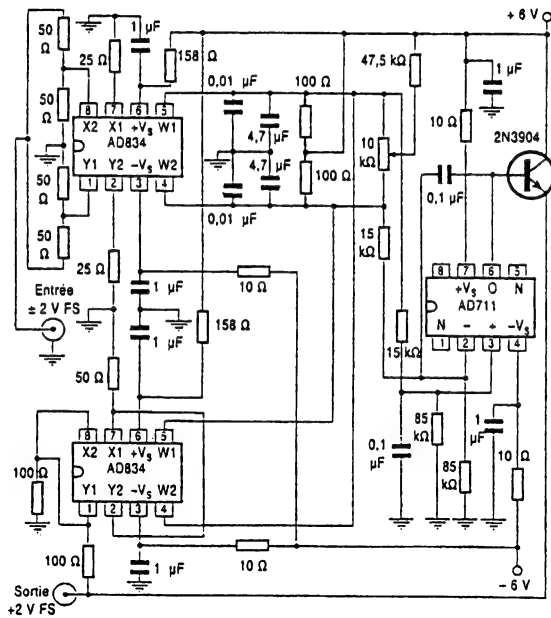 + 6 V
50 Ω
1 µF
25 Ω
158 Ω
47,5 kΩ
1 µF
50 Ω
0,01 µF
100 Ω
10 Ω
2N3904
8 7 6 5
X2 X1 +VS W1
AD834
Y1 Y2 −VS W2
1 2 3 4
4,7 µF
10 kΩ
4,7 µF
0,1 µF
50 Ω
0,01 µF
100 Ω
50 Ω
15 kΩ
8 7 6 5
+VS O N
AD711
N − + −VS
1 2 3 4
25 Ω
10 Ω
1 µF
Entrée
± 2 V FS
1 µF
158 Ω
15 kΩ
50 Ω
8 7 6 5
X2 X1 +VS W1
AD834
Y1 Y2 −VS W2
1 2 3 4
85 kΩ
1 µF
100 Ω
0,1 µF
85 kΩ
10 Ω
100 Ω
10 Ω
1 µF
− 6 V
Sortie
+2 V FS